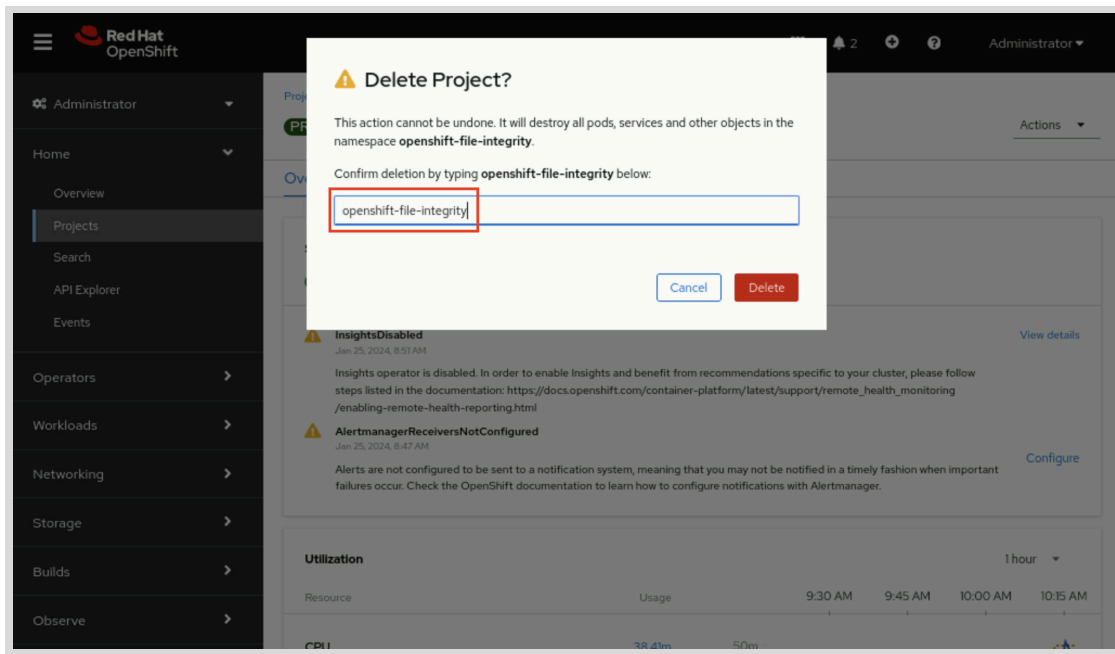 Red Hat
OpenShift
2
Administrator
Administrator
Home
Overview
Projects
Search
API Explorer
Events
Operators
Workloads
Networking
Storage
Builds
Observe
Actions
Delete Project?
This action cannot be undone. It will destroy all pods, services and other objects in the
namespace openshift-file-integrity.
Confirm deletion by typing openshift-file-integrity below:
openshift-file-integrity
Cancel
Delete
InsightsDisabled
View details
Jan 25, 2024, 8:51 AM
Insights operator is disabled. In order to enable Insights and benefit from recommendations specific to your cluster, please follow
steps listed in the documentation: https://docs.openshift.com/container-platform/latest/support/remote_health_monitoring
/enabling-remote-health-reporting.html
AlertmanagerReceiversNotConfigured
Jan 25, 2024, 8:47 AM
Configure
Alerts are not configured to be sent to a notification system, meaning that you may not be notified in a timely fashion when important
failures occur. Check the OpenShift documentation to learn how to configure notifications with Alertmanager.
Utilization
1 hour
Resource
Usage
9:30 AM
9:45 AM
10:00 AM
10:15 AM
CPU
38.41m
50m